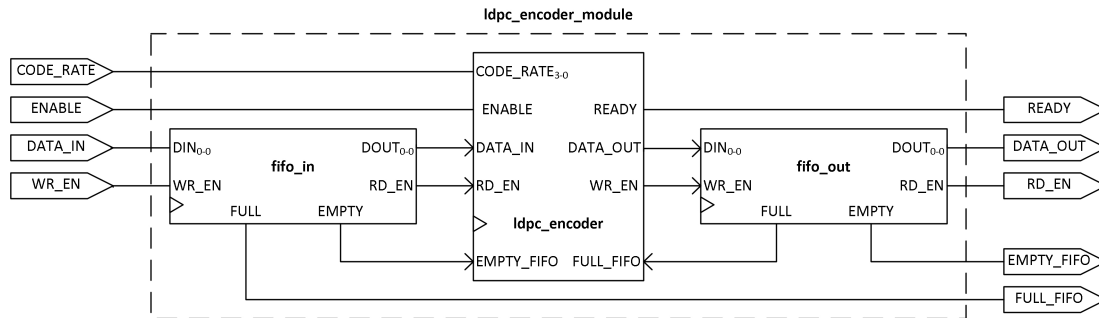 ldpc_encoder_module
CODE_RATE
CODE_RATE3-0
ENABLE
ENABLE
READY
READY
DATA_IN
DIN0-0
DOUT0-0
DATA_IN
DATA_OUT
DIN0-0
DOUT0-0
DATA_OUT
fifo_in
fifo_out
WR_EN
WR_EN
RD_EN
RD_EN
WR_EN
WR_EN
RD_EN
RD_EN
FULL
EMPTY
ldpc_encoder
FULL
EMPTY
EMPTY_FIFO
FULL_FIFO
EMPTY_FIFO
FULL_FIFO